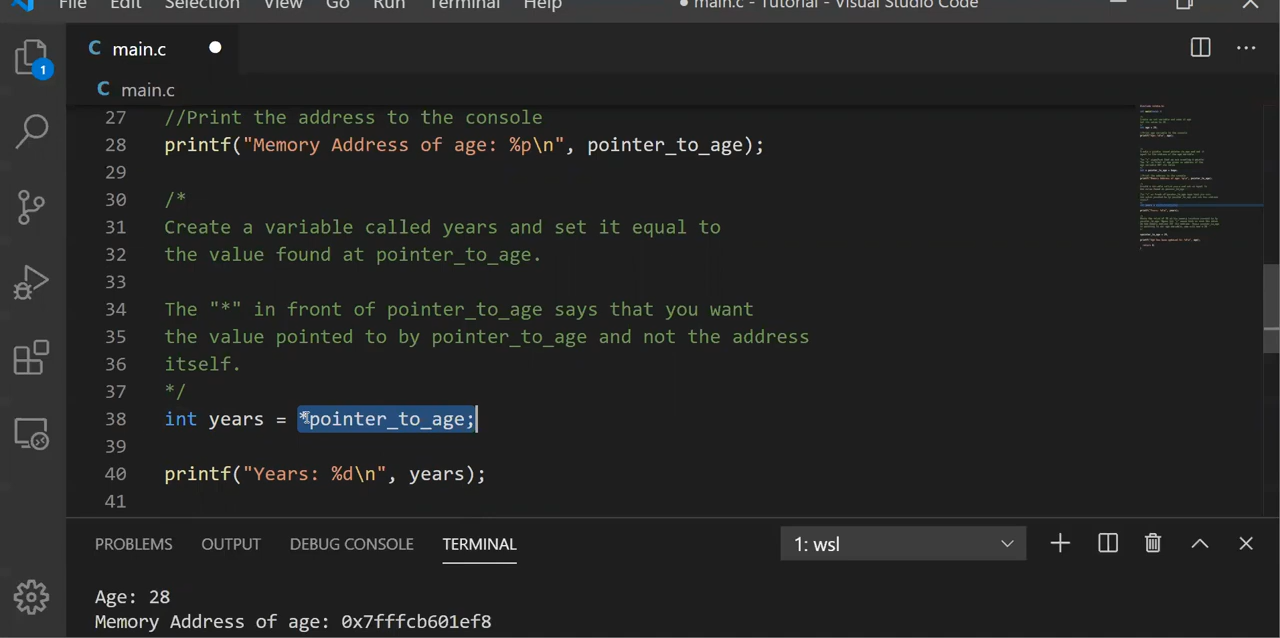 File Edit Selection View Go Run Terminal Help ● main.c - Tutorial - Visual Studio Code
C main.c
C main.c
1
27 //Print the address to the console
28 printf("Memory Address of age: %p\n", pointer_to_age);
29
30 /*
31 Create a variable called years and set it equal to
32 the value found at pointer_to_age.
33
34 The "*" in front of pointer_to_age says that you want
35 the value pointed to by pointer_to_age and not the address
36 itself.
37 */
38 int years = *pointer_to_age;
39
40 printf("Years: %d\n", years);
41
PROBLEMS OUTPUT DEBUG CONSOLE TERMINAL 1: wsl
Age: 28
Memory Address of age: 0x7fffcb601ef8